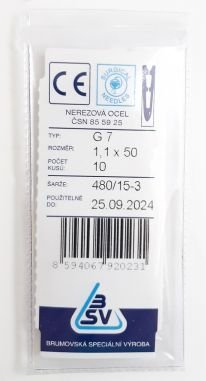 CE
SURGICAL NEEDLES
NEREZOVÁ OCEL
ČSN 85 59 25
TYP: G 7
ROZMĚR: 1,1 x 50
POČET KUSŮ: 10
ŠARŽE: 480/15-3
POUŽITELNÉ DO: 25.09.2024
8 594067 920231
BSV
BRUMOVSKÁ SPECIÁLNÍ VÝROBA